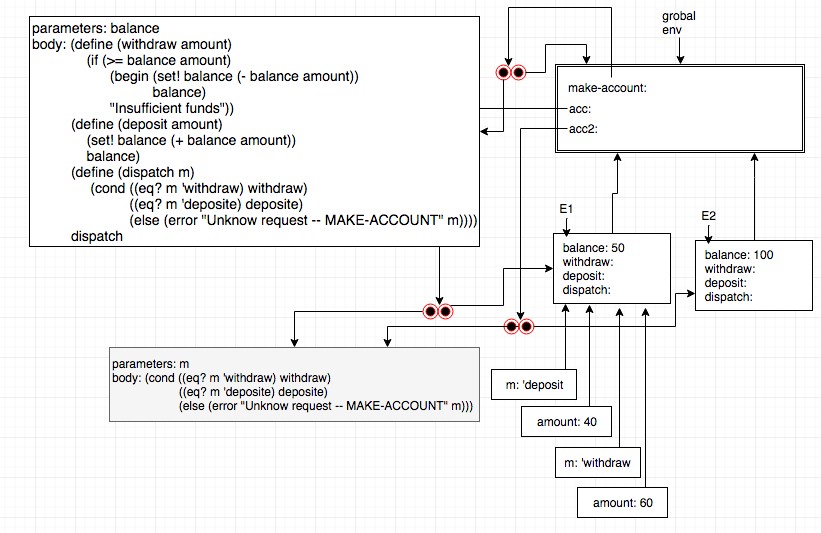 parameters: balance
body: (define (withdraw amount)
(if (>= balance amount)
(begin (set! balance (- balance amount))
balance)
"Insufficient funds"))
(define (deposit amount)
(set! balance (+ balance amount))
balance)
(define (dispatch m)
(cond ((eq? m 'withdraw) withdraw)
((eq? m 'deposite) deposite)
(else (error "Unknow request -- MAKE-ACCOUNT" m))))
dispatch
grobal
env
make-account:
acc:
acc2:
E1
balance: 50
withdraw:
deposit:
dispatch:
E2
balance: 100
withdraw:
deposit:
dispatch:
parameters: m
body: (cond ((eq? m 'withdraw) withdraw)
((eq? m 'deposite) deposite)
(else (error "Unknow request -- MAKE-ACCOUNT" m)))
m: 'deposit
amount: 40
m: 'withdraw
amount: 60